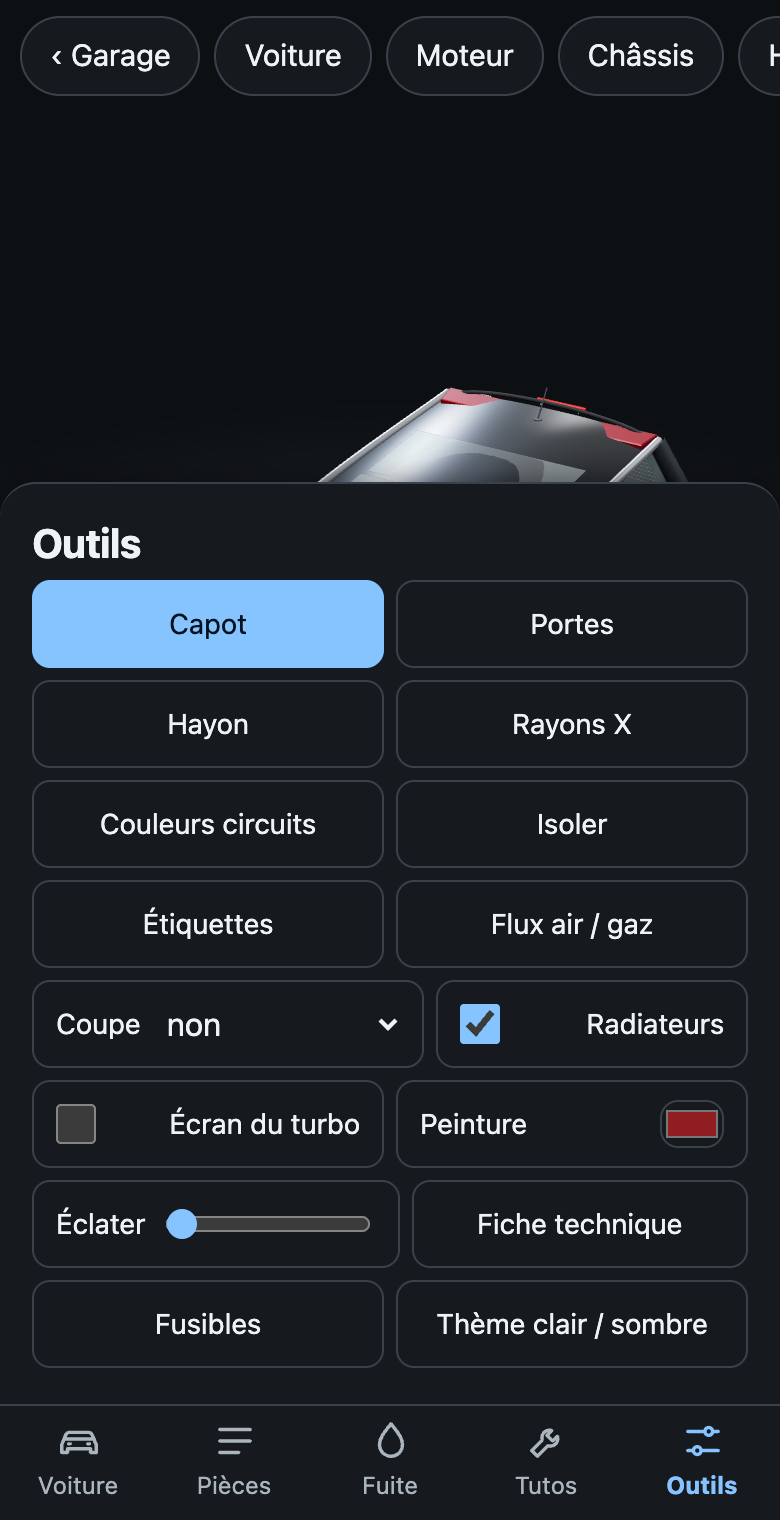 ‹ Garage
Voiture
Moteur
Châssis
Outils
Capot
Portes
Hayon
Rayons X
Couleurs circuits
Isoler
Étiquettes
Flux air / gaz
Coupe non
Radiateurs
Écran du turbo
Peinture
Éclater
Fiche technique
Fusibles
Thème clair / sombre
Voiture
Pièces
Fuite
Tutos
Outils